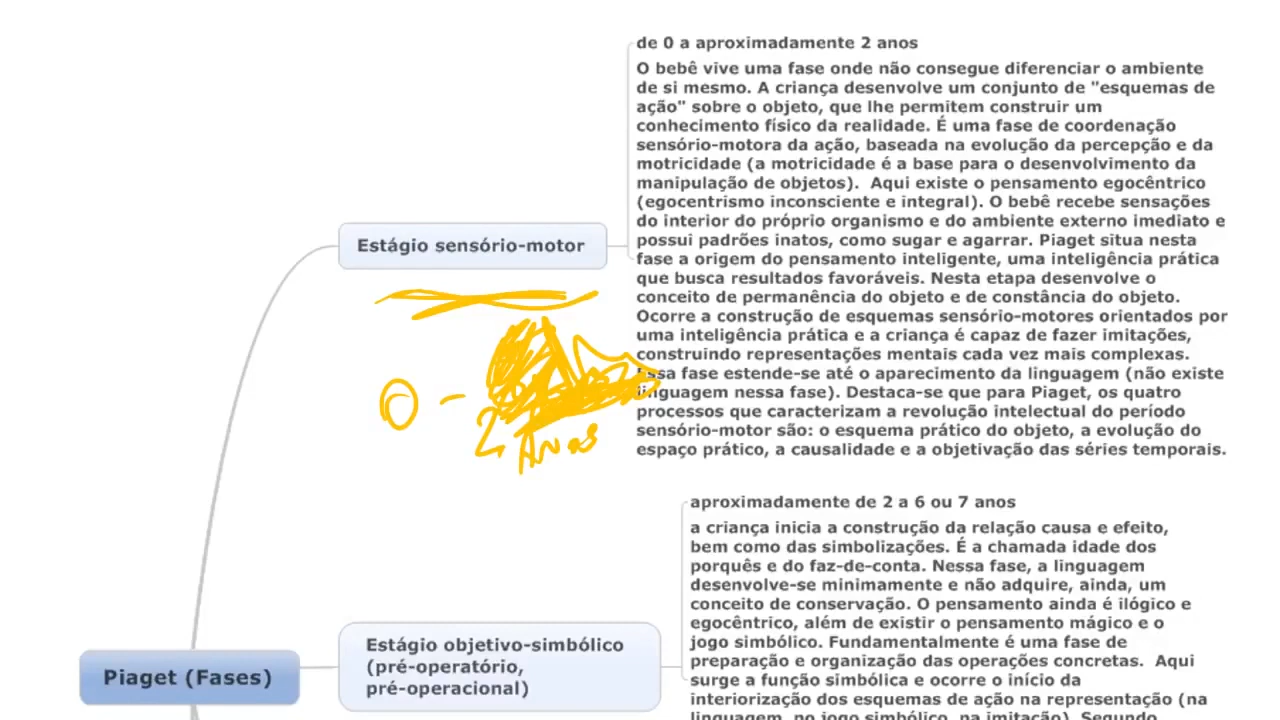 de 0 a aproximadamente 2 anos
O bebê vive uma fase onde não consegue diferenciar o ambiente
de si mesmo. A criança desenvolve um conjunto de "esquemas de
ação" sobre o objeto, que lhe permitem construir um
conhecimento físico da realidade. É uma fase de coordenação
sensório-motora da ação, baseada na evolução da percepção e da
motricidade (a motricidade é a base para o desenvolvimento da
manipulação de objetos).  Aqui existe o pensamento egocêntrico
(egocentrismo inconsciente e integral). O bebê recebe sensações
do interior do próprio organismo e do ambiente externo imediato e
possui padrões inatos, como sugar e agarrar. Piaget situa nesta
fase a origem do pensamento inteligente, uma inteligência prática
que busca resultados favoráveis. Nesta etapa desenvolve o
conceito de permanência do objeto e de constância do objeto.
Ocorre a construção de esquemas sensório-motores orientados por
uma inteligência prática e a criança é capaz de fazer imitações,
construindo representações mentais cada vez mais complexas.
Essa fase estende-se até o aparecimento da linguagem (não existe
linguagem nessa fase). Destaca-se que para Piaget, os quatro
processos que caracterizam a revolução intelectual do período
sensório-motor são: o esquema prático do objeto, a evolução do
espaço prático, a causalidade e a objetivação das séries temporais.
Estágio sensório-motor
0 - 2
Anos
aproximadamente de 2 a 6 ou 7 anos
a criança inicia a construção da relação causa e efeito,
bem como das simbolizações. É a chamada idade dos
porquês e do faz-de-conta. Nessa fase, a linguagem
desenvolve-se minimamente e não adquire, ainda, um
conceito de conservação. O pensamento ainda é ilógico e
egocêntrico, além de existir o pensamento mágico e o
jogo simbólico. Fundamentalmente é uma fase de
preparação e organização das operações concretas.  Aqui
surge a função simbólica e ocorre o início da
interiorização dos esquemas de ação na representação (na
linguagem, no jogo simbólico, na imitação). Segundo
Estágio objetivo-simbólico
(pré-operatório,
pré-operacional)
Piaget (Fases)